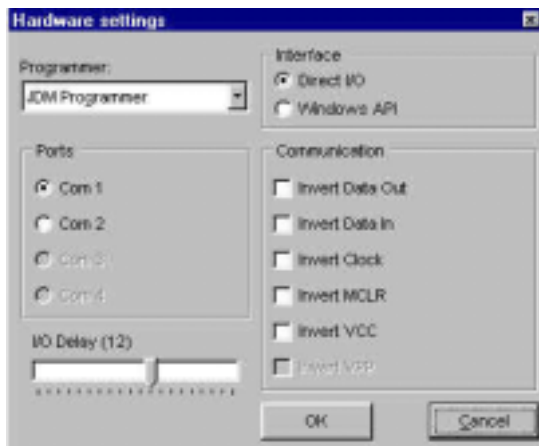 Hardware settings
Programmer:
JDM Programmer
Interface
Direct I/O
Windows API
Ports
Com 1
Com 2
Com 3
Com 4
I/O Delay (12)
Communication
Invert Data Out
Invert Data In
Invert Clock
Invert MCLR
Invert VCC
Invert VPP
OK
Cancel